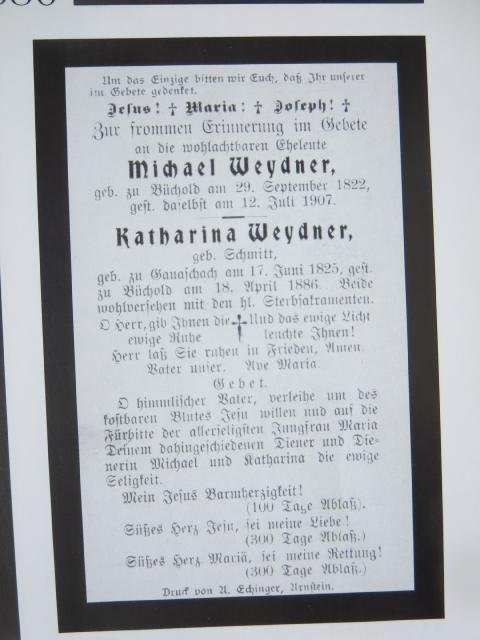 Um das Einzige bitten wir Euch, daß Ihr unserer
im Gebete gedenket.
Jesus! † Maria! † Joseph! †
Zur frommen Erinnerung im Gebete
an die wohlachtbaren Eheleute
Michael Weydner,
geb. zu Büchold am 29. September 1822,
gest. daselbst am 12. Juli 1907.
Katharina Weydner,
geb. Schmitt,
geb. zu Gauaschach am 17. Juni 1825, gest.
zu Büchold am 18. April 1886. Beide
wohlversehen mit den hl. Sterbsakramenten.
O Herr, gib Ihnen die † Und das ewige Licht
ewige Ruhe leuchte Ihnen!
Herr laß Sie ruhen in Frieden, Amen.
Vater unser. Ave Maria.
Gebet.
O himmlischer Vater, verleihe um des
kostbaren Blutes Jesu willen und auf die
Fürbitte der allerseligsten Jungfrau Maria
Deinem dahingeschiedenen Diener und Die-
nerin Michael und Katharina die ewige
Seligkeit.
Mein Jesus Barmherzigkeit!
(100 Tage Ablaß).
Süßes Herz Jesu, sei meine Liebe!
(300 Tage Ablaß.)
Süßes Herz Mariä, sei meine Rettung!
(300 Tage Ablaß.)
Druck von A. Echinger, Arnstein.